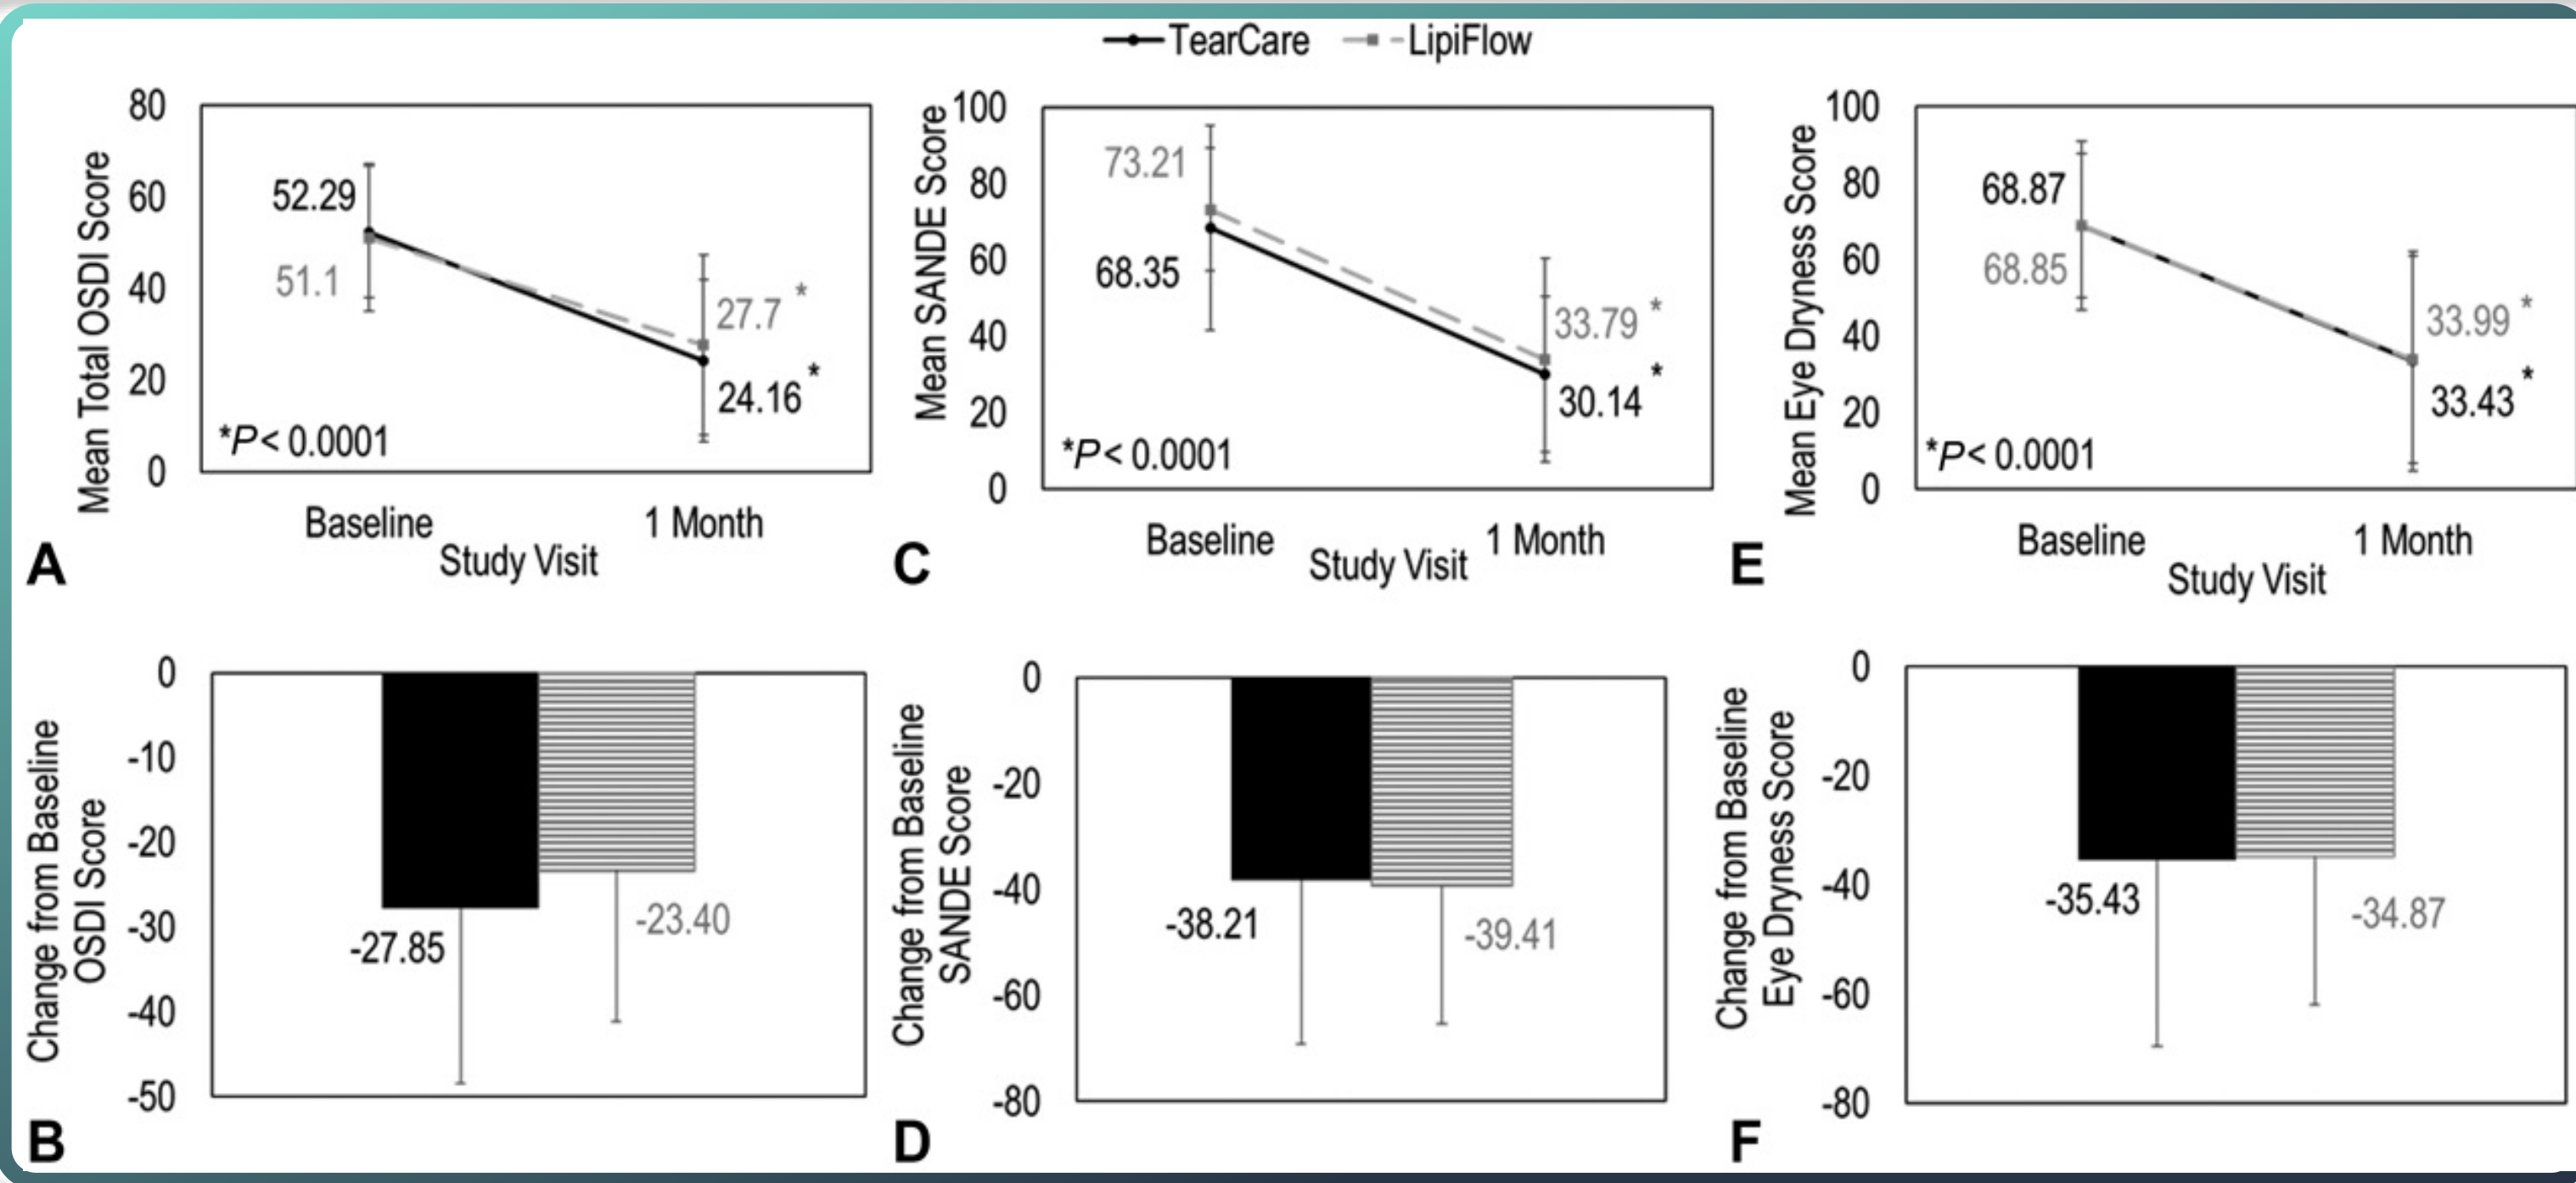 TearCare LipiFlow
Mean Total OSDI Score
80
60
40
20
0
52.29
51.1
27.7 *
24.16 *
*P< 0.0001
Baseline 1 Month
Study Visit
A
Mean SANDE Score
100
80
60
40
20
0
73.21
68.35
33.79 *
30.14 *
*P< 0.0001
Baseline 1 Month
Study Visit
C
Mean Eye Dryness Score
100
80
60
40
20
0
68.87
68.85
33.99 *
33.43 *
*P< 0.0001
Baseline 1 Month
Study Visit
E
Change from Baseline
OSDI Score
0
-10
-20
-30
-40
-50
-27.85
-23.40
B
Change from Baseline
SANDE Score
0
-20
-40
-60
-80
-38.21
-39.41
D
Change from Baseline
Eye Dryness Score
0
-20
-40
-60
-80
-35.43
-34.87
F